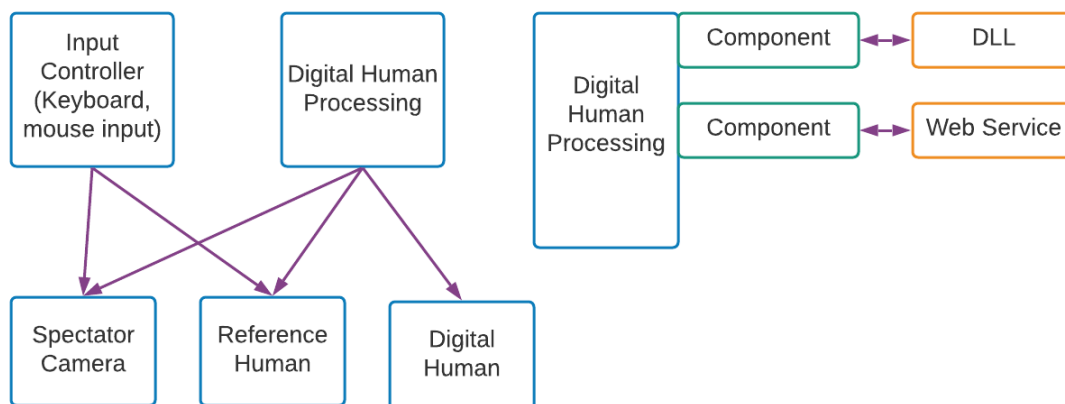 Input
Controller
(Keyboard,
mouse input)
Digital Human
Processing
Spectator
Camera
Reference
Human
Digital
Human
Digital
Human
Processing
Component
DLL
Component
Web Service